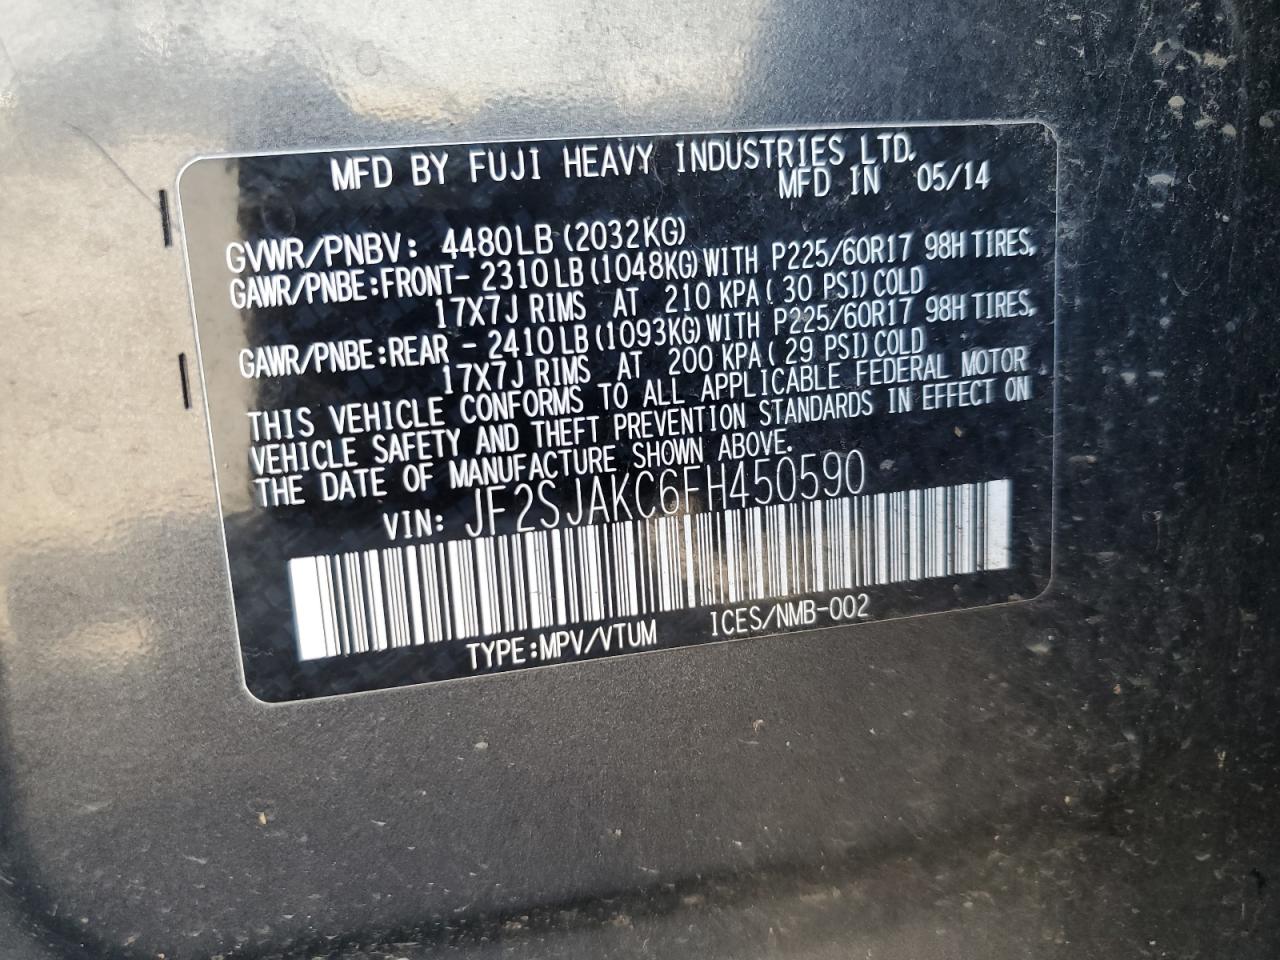 MFD BY FUJI HEAVY INDUSTRIES LTD.
MFD IN 05/14
GVWR/PNBV: 4480LB (2032KG)
GAWR/PNBE:FRONT- 2310LB (1048KG) WITH P225/60R17 98H TIRES,
17X7J RIMS AT 210 KPA ( 30 PSI) COLD
GAWR/PNBE:REAR - 2410LB (1093KG) WITH P225/60R17 98H TIRES,
17X7J RIMS AT 200 KPA ( 29 PSI) COLD
THIS VEHICLE CONFORMS TO ALL APPLICABLE FEDERAL MOTOR
VEHICLE SAFETY AND THEFT PREVENTION STANDARDS IN EFFECT ON
THE DATE OF MANUFACTURE SHOWN ABOVE.
VIN: JF2SJAKC6FH450590
TYPE:MPV/VTUM ICES/NMB-002